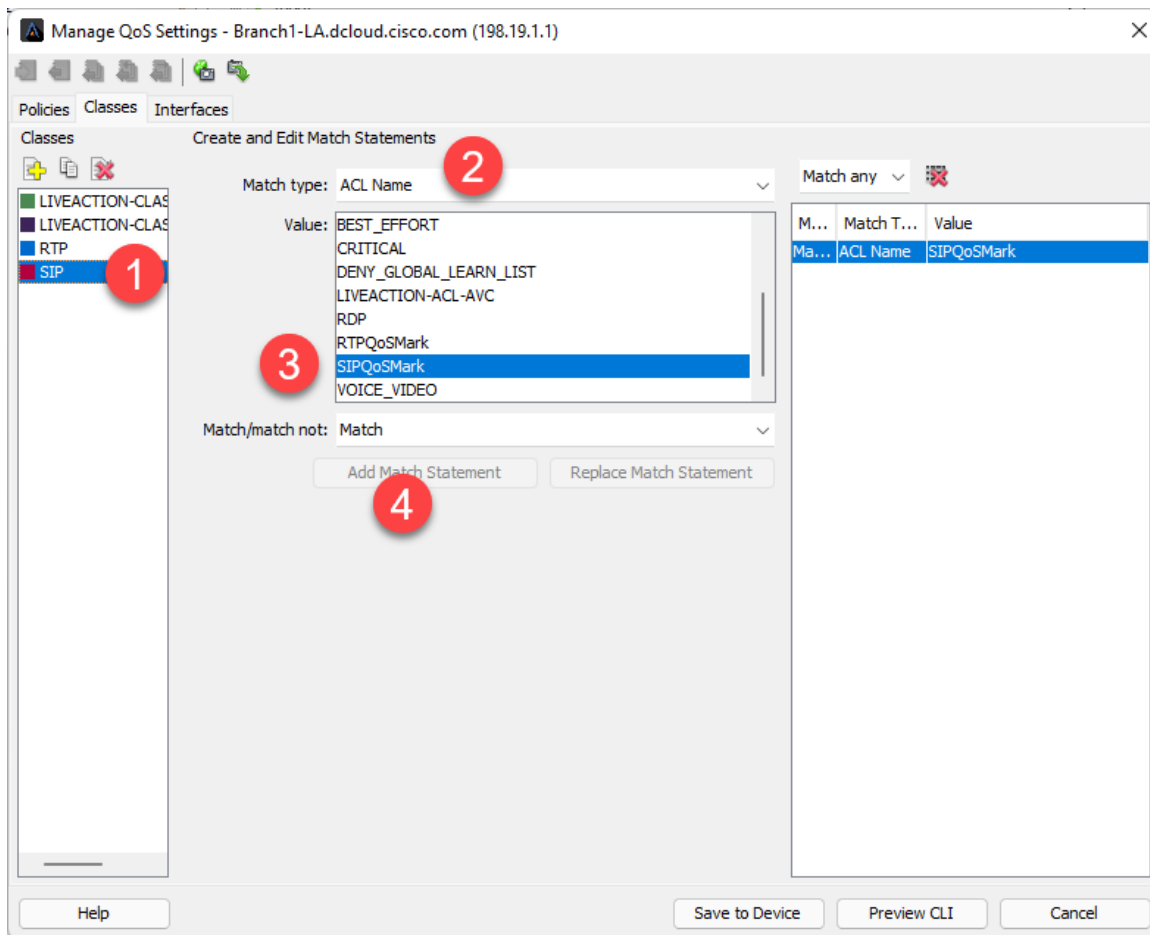 Manage QoS Settings - Branch1-LA.dcloud.cisco.com (198.19.1.1)
Policies Classes Interfaces
Classes
LIVEACTION-CLAS
LIVEACTION-CLAS
RTP
SIP
1
Create and Edit Match Statements
2
Match type: ACL Name
Value: BEST_EFFORT
CRITICAL
DENY_GLOBAL_LEARN_LIST
LIVEACTION-ACL-AVC
RDP
RTPQoSMark
3
SIPQoSMark
VOICE_VIDEO
Match/match not: Match
Add Match Statement Replace Match Statement
4
Match any
M... Match T... Value
Ma... ACL Name SIPQoSMark
Help Save to Device Preview CLI Cancel